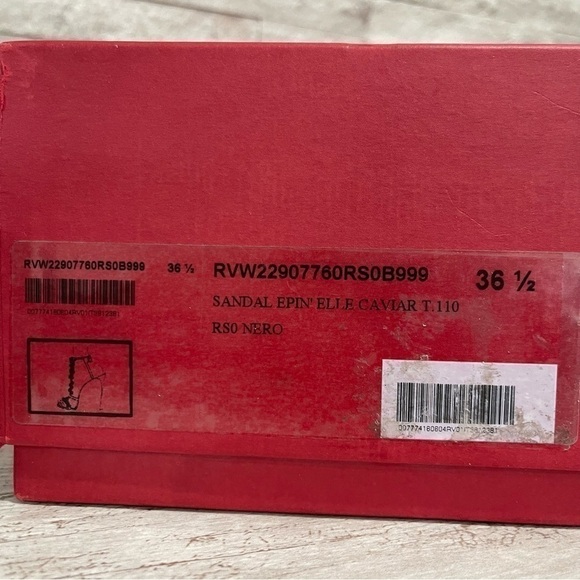 RVW22907760RS0B999 36 ½
RVW22907760RS0B999 36 ½
SANDAL EPIN' ELLE CAVIAR T.110
RS0 NERO